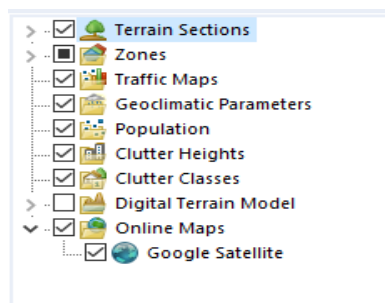 Terrain Sections
Zones
Traffic Maps
Geoclimatic Parameters
Population
Clutter Heights
Clutter Classes
Digital Terrain Model
Online Maps
Google Satellite